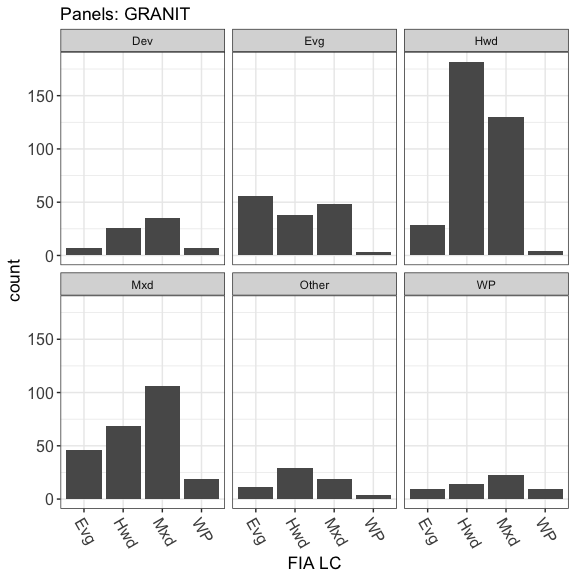 Panels: GRANIT
Dev Evg Hwd
150
100
50
0
Mxd Other WP
150
100
50
0
count
Evg Hwd Mxd WP Evg Hwd Mxd WP Evg Hwd Mxd WP
FIA LC